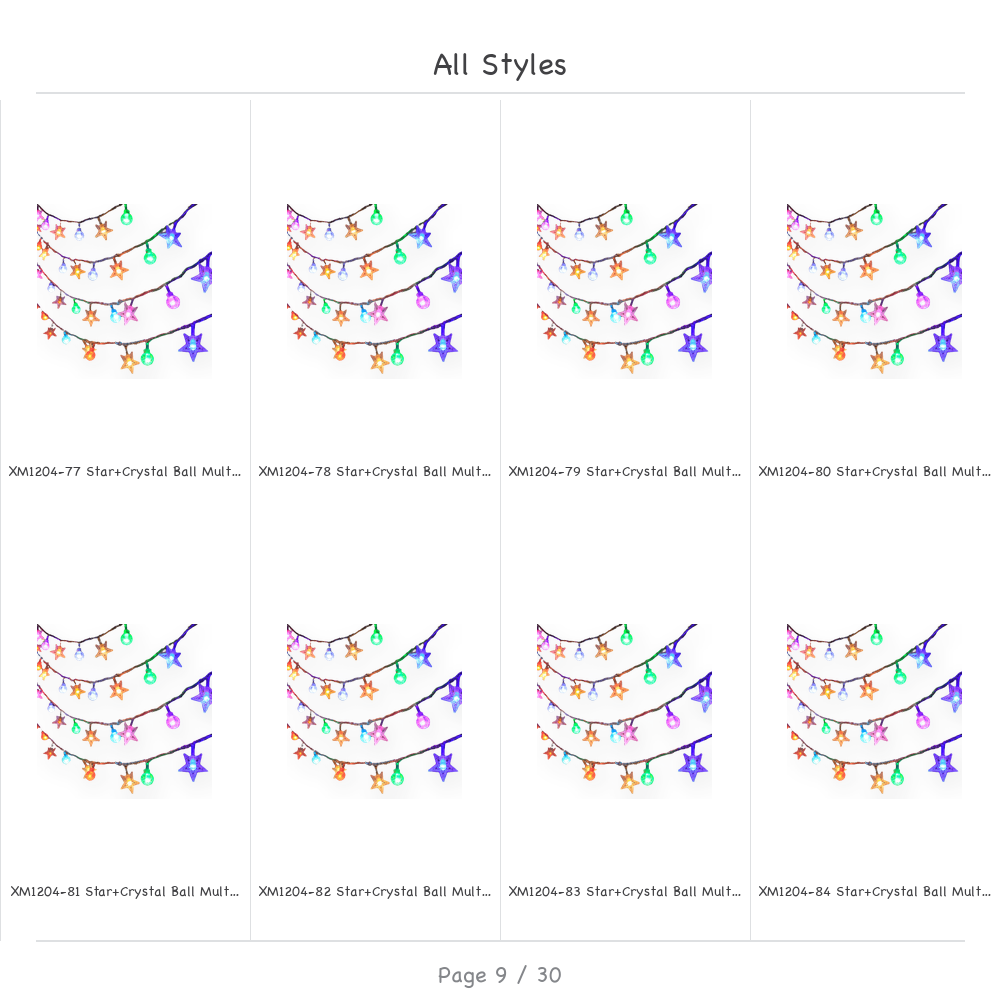 All Styles
XM1204-77 Star+Crystal Ball Mult...
XM1204-78 Star+Crystal Ball Mult...
XM1204-79 Star+Crystal Ball Mult...
XM1204-80 Star+Crystal Ball Mult...
XM1204-81 Star+Crystal Ball Mult...
XM1204-82 Star+Crystal Ball Mult...
XM1204-83 Star+Crystal Ball Mult...
XM1204-84 Star+Crystal Ball Mult...
Page 9 / 30